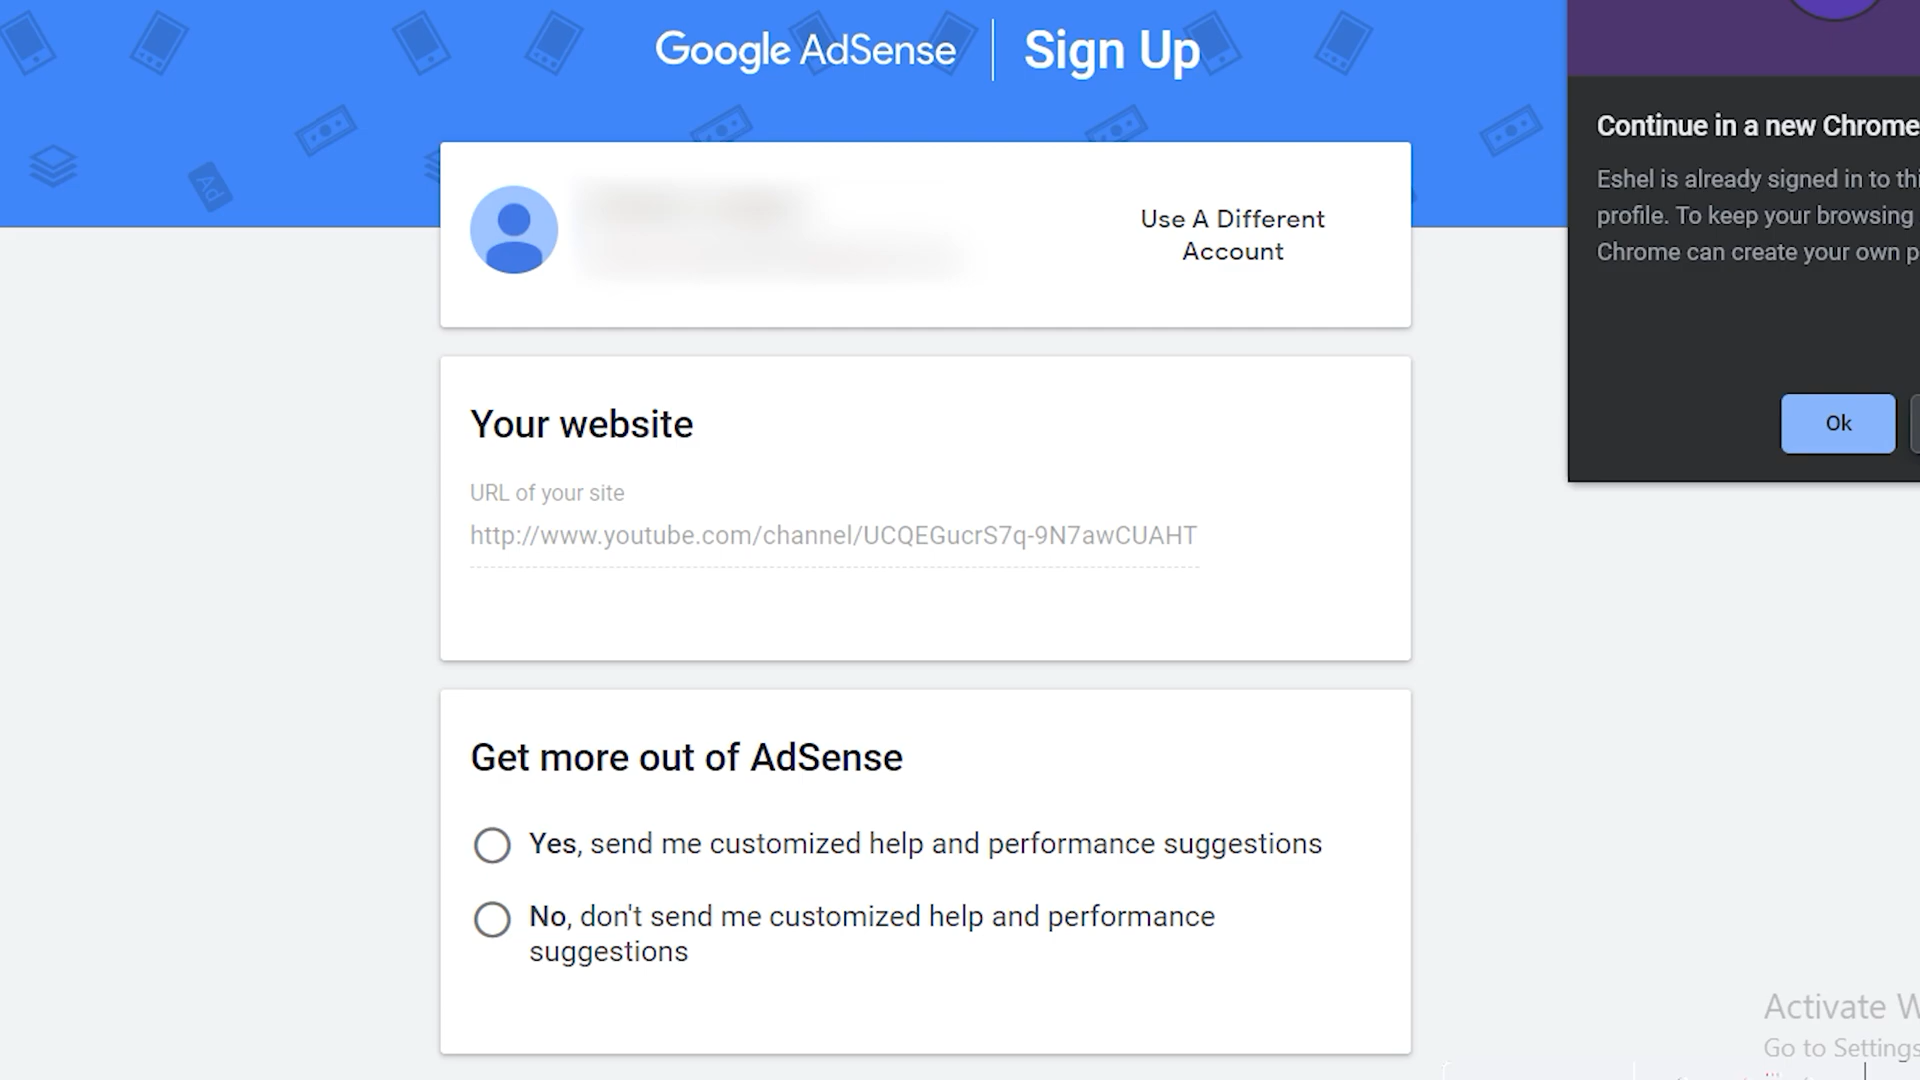 Google AdSense
Sign Up
Ad
Use A Different
Account
Your website
URL of your site
http://www.youtube.com/channel/UCQEGucrS7q-9N7awCUAHT
Get more out of AdSense
Yes, send me customized help and performance suggestions
No, don't send me customized help and performance
suggestions
Continue in a new Chrome
Eshel is already signed in to thi
profile. To keep your browsing
Chrome can create your own p
Ok
Activate W
Go to Settings